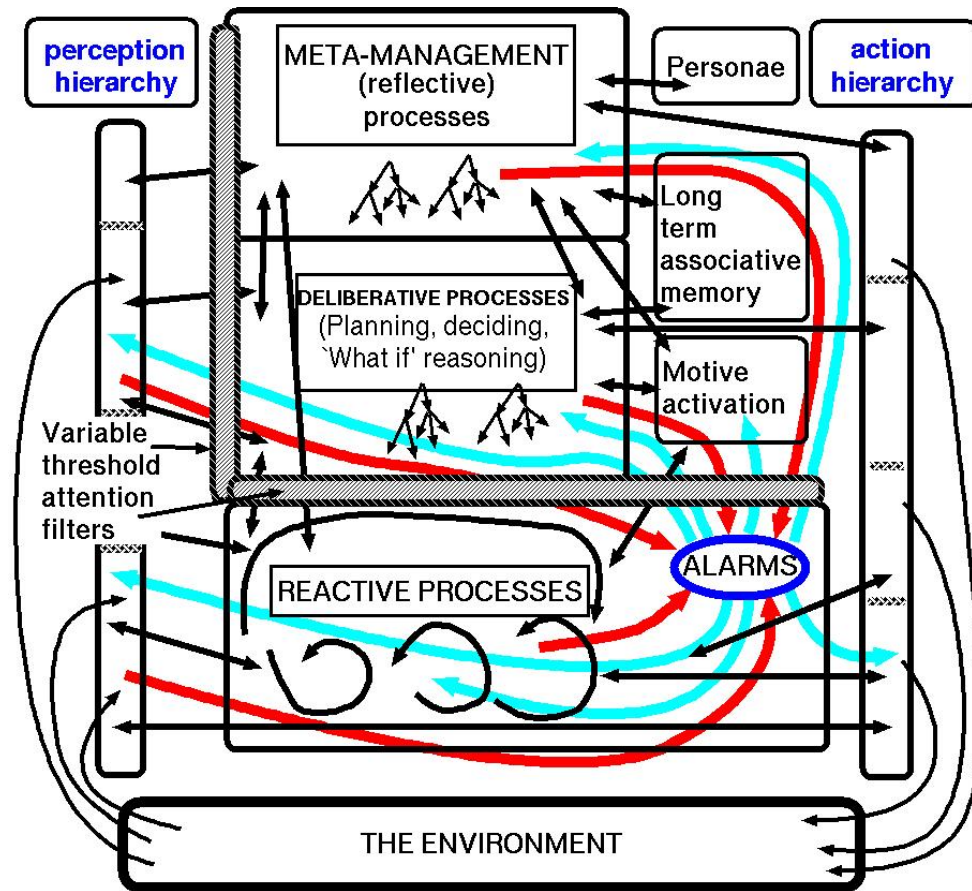 perception
hierarchy
META-MANAGEMENT
(reflective)
processes
Personae
action
hierarchy
Long
term
associative
memory
DELIBERATIVE PROCESSES
(Planning, deciding,
`What if' reasoning)
Motive
activation
Variable
threshold
attention
filters
REACTIVE PROCESSES
ALARMS
THE ENVIRONMENT